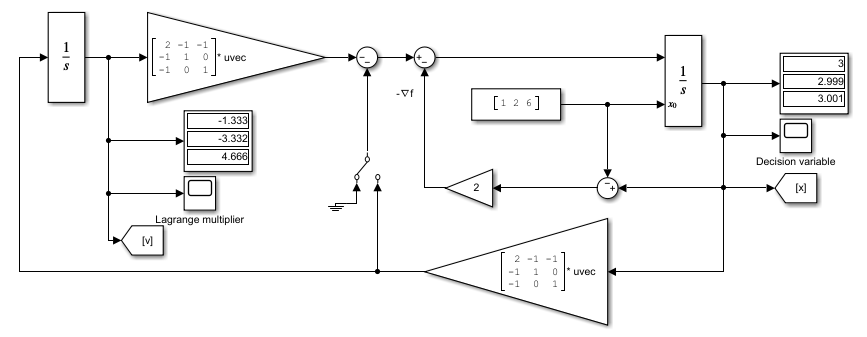 1
s
2 -1 -1
-1 1 0
-1 0 1
* uvec
-1.333
-3.332
4.666
Lagrange multiplier
[v]
−
−
+
−
-∇f
[ 1 2 6 ]
1
s
x₀
3
2.999
3.001
Decision variable
[x]
2
−
+
2 -1 -1
-1 1 0
-1 0 1
* uvec